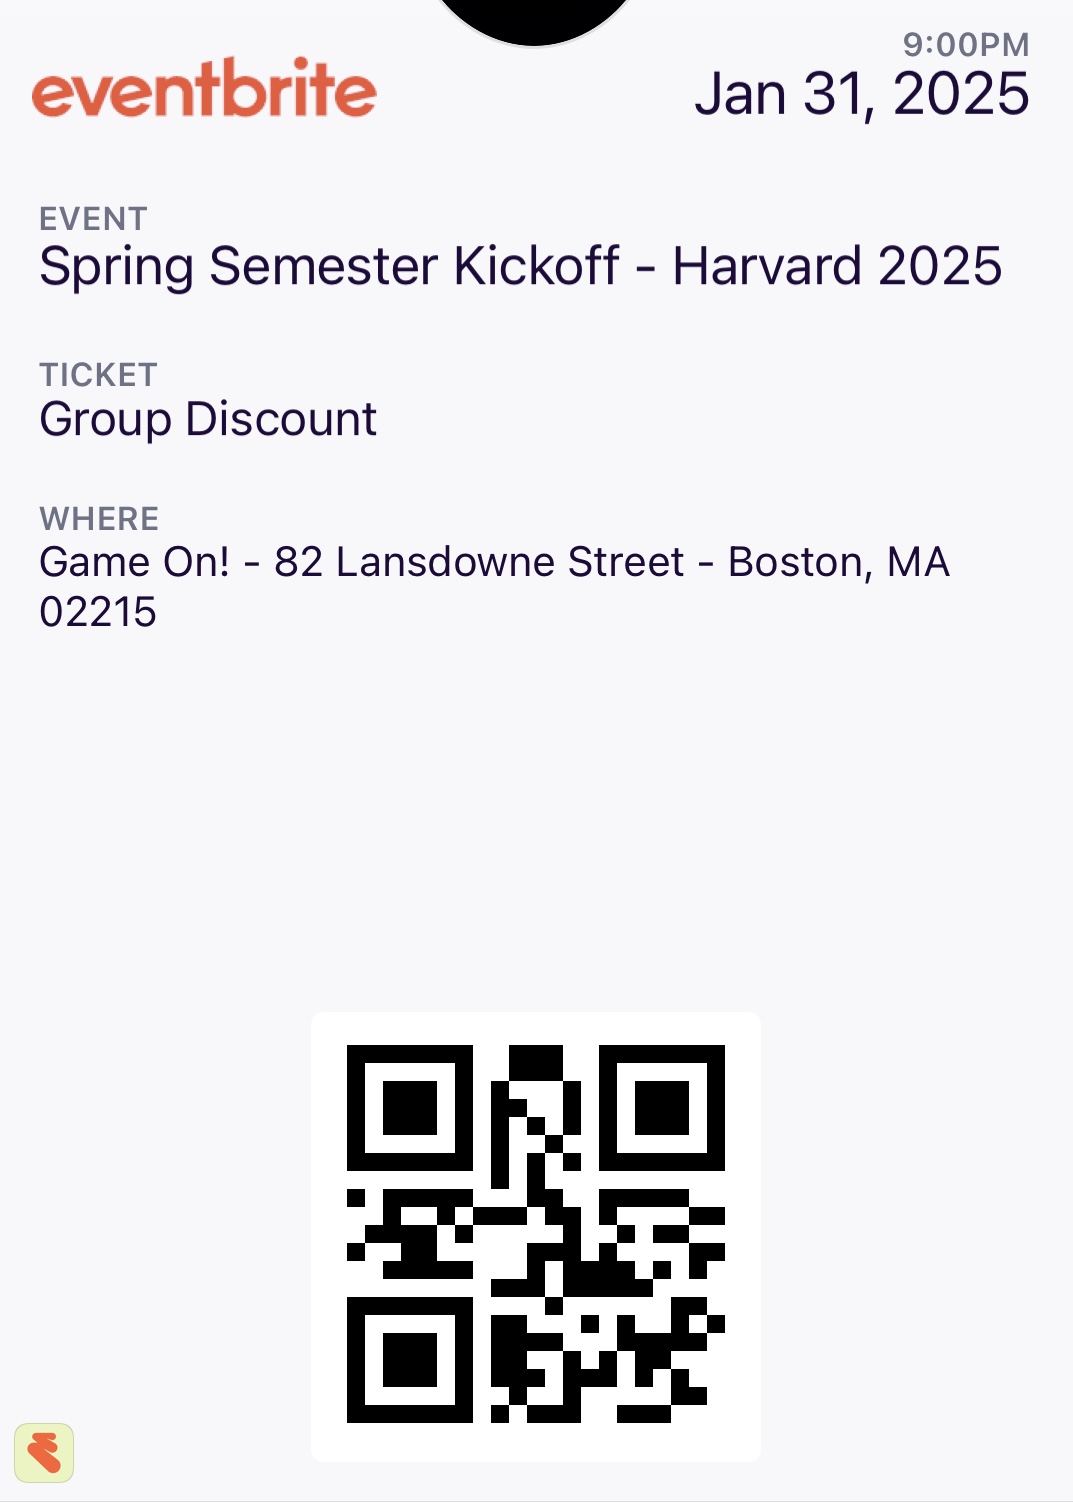 eventbrite
9:00PM
Jan 31, 2025
EVENT
Spring Semester Kickoff - Harvard 2025
TICKET
Group Discount
WHERE
Game On! - 82 Lansdowne Street - Boston, MA
02215